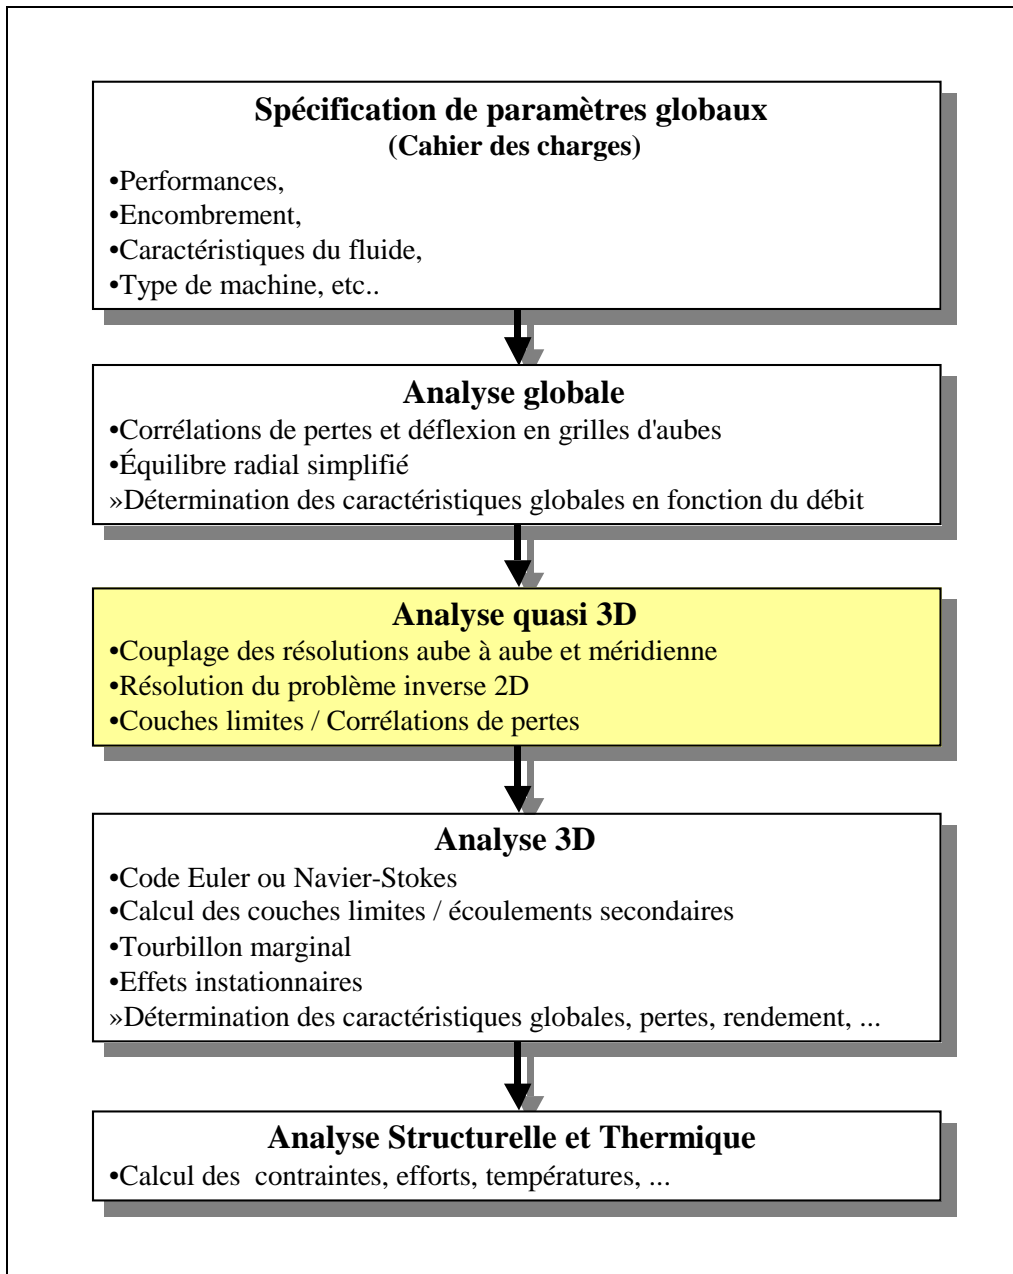 Spécification de paramètres globaux
(Cahier des charges)
•Performances,
•Encombrement,
•Caractéristiques du fluide,
•Type de machine, etc..
Analyse globale
•Corrélations de pertes et déflexion en grilles d'aubes
•Équilibre radial simplifié
»Détermination des caractéristiques globales en fonction du débit
Analyse quasi 3D
•Couplage des résolutions aube à aube et méridienne
•Résolution du problème inverse 2D
•Couches limites / Corrélations de pertes
Analyse 3D
•Code Euler ou Navier-Stokes
•Calcul des couches limites / écoulements secondaires
•Tourbillon marginal
•Effets instationnaires
»Détermination des caractéristiques globales, pertes, rendement, ...
Analyse Structurelle et Thermique
•Calcul des  contraintes, efforts, températures, ...